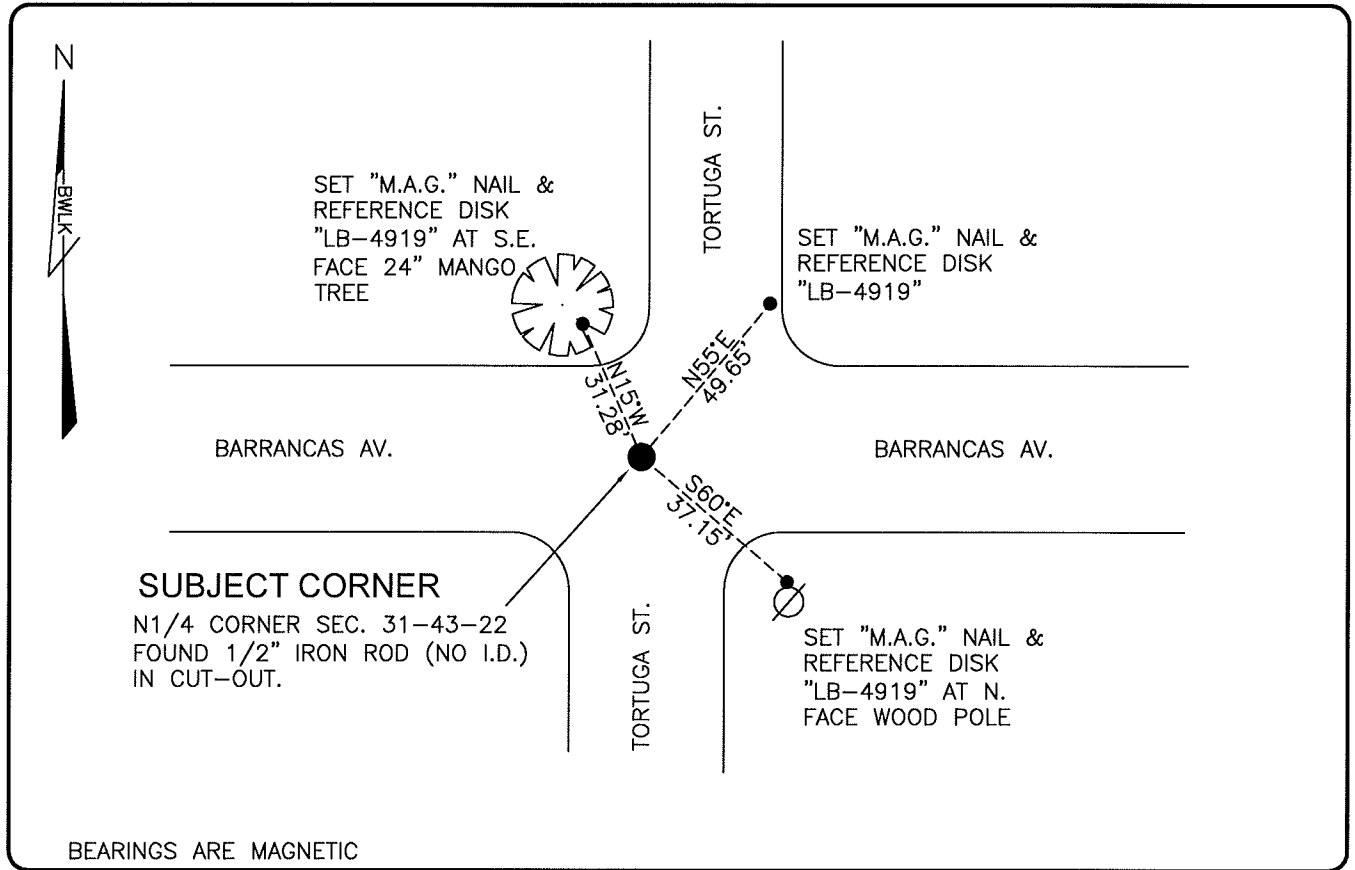 N
BWLK
SET "M.A.G." NAIL &
REFERENCE DISK
"LB-4919" AT S.E.
FACE 24" MANGO
TREE
TORTUGA ST.
SET "M.A.G." NAIL &
REFERENCE DISK
"LB-4919"
N15°W
31.28'
N55°E
49.65'
BARRANCAS AV.
BARRANCAS AV.
S60°E
37.15'
SUBJECT CORNER
N1/4 CORNER SEC. 31-43-22
FOUND 1/2" IRON ROD (NO I.D.)
IN CUT-OUT.
TORTUGA ST.
SET "M.A.G." NAIL &
REFERENCE DISK
"LB-4919" AT N.
FACE WOOD POLE
BEARINGS ARE MAGNETIC